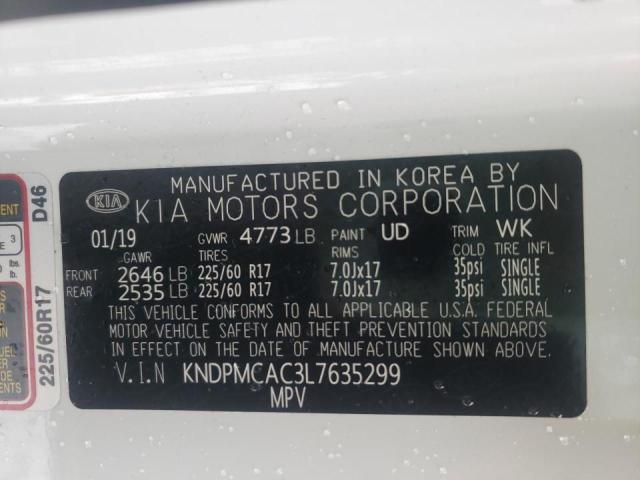 MANUFACTURED IN KOREA BY
KIA KIA MOTORS CORPORATION
01/19 GVWR 4773 LB PAINT UD TRIM WK
GAWR TIRES RIMS COLD TIRE INFL
FRONT 2646 LB 225/60 R17 7.0Jx17 35psi SINGLE
REAR 2535 LB 225/60 R17 7.0Jx17 35psi SINGLE
THIS VEHICLE CONFORMS TO ALL APPLICABLE U.S.A. FEDERAL
MOTOR VEHICLE SAFETY AND THEFT PREVENTION STANDARDS
IN EFFECT ON THE DATE OF MANUFACTURE SHOWN ABOVE.
V.I.N KNDPMCAC3L7635299
MPV
D46
225/60R17
3